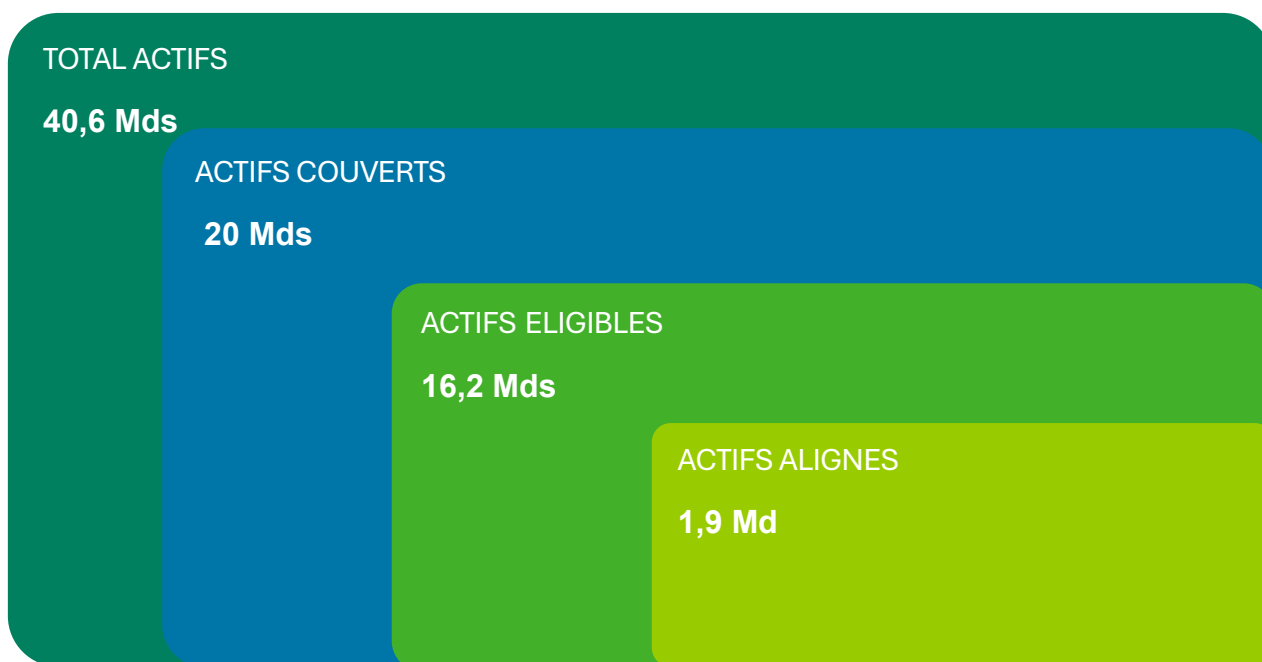 TOTAL ACTIFS
40,6 Mds
ACTIFS COUVERTS
20 Mds
ACTIFS ELIGIBLES
16,2 Mds
ACTIFS ALIGNES
1,9 Md